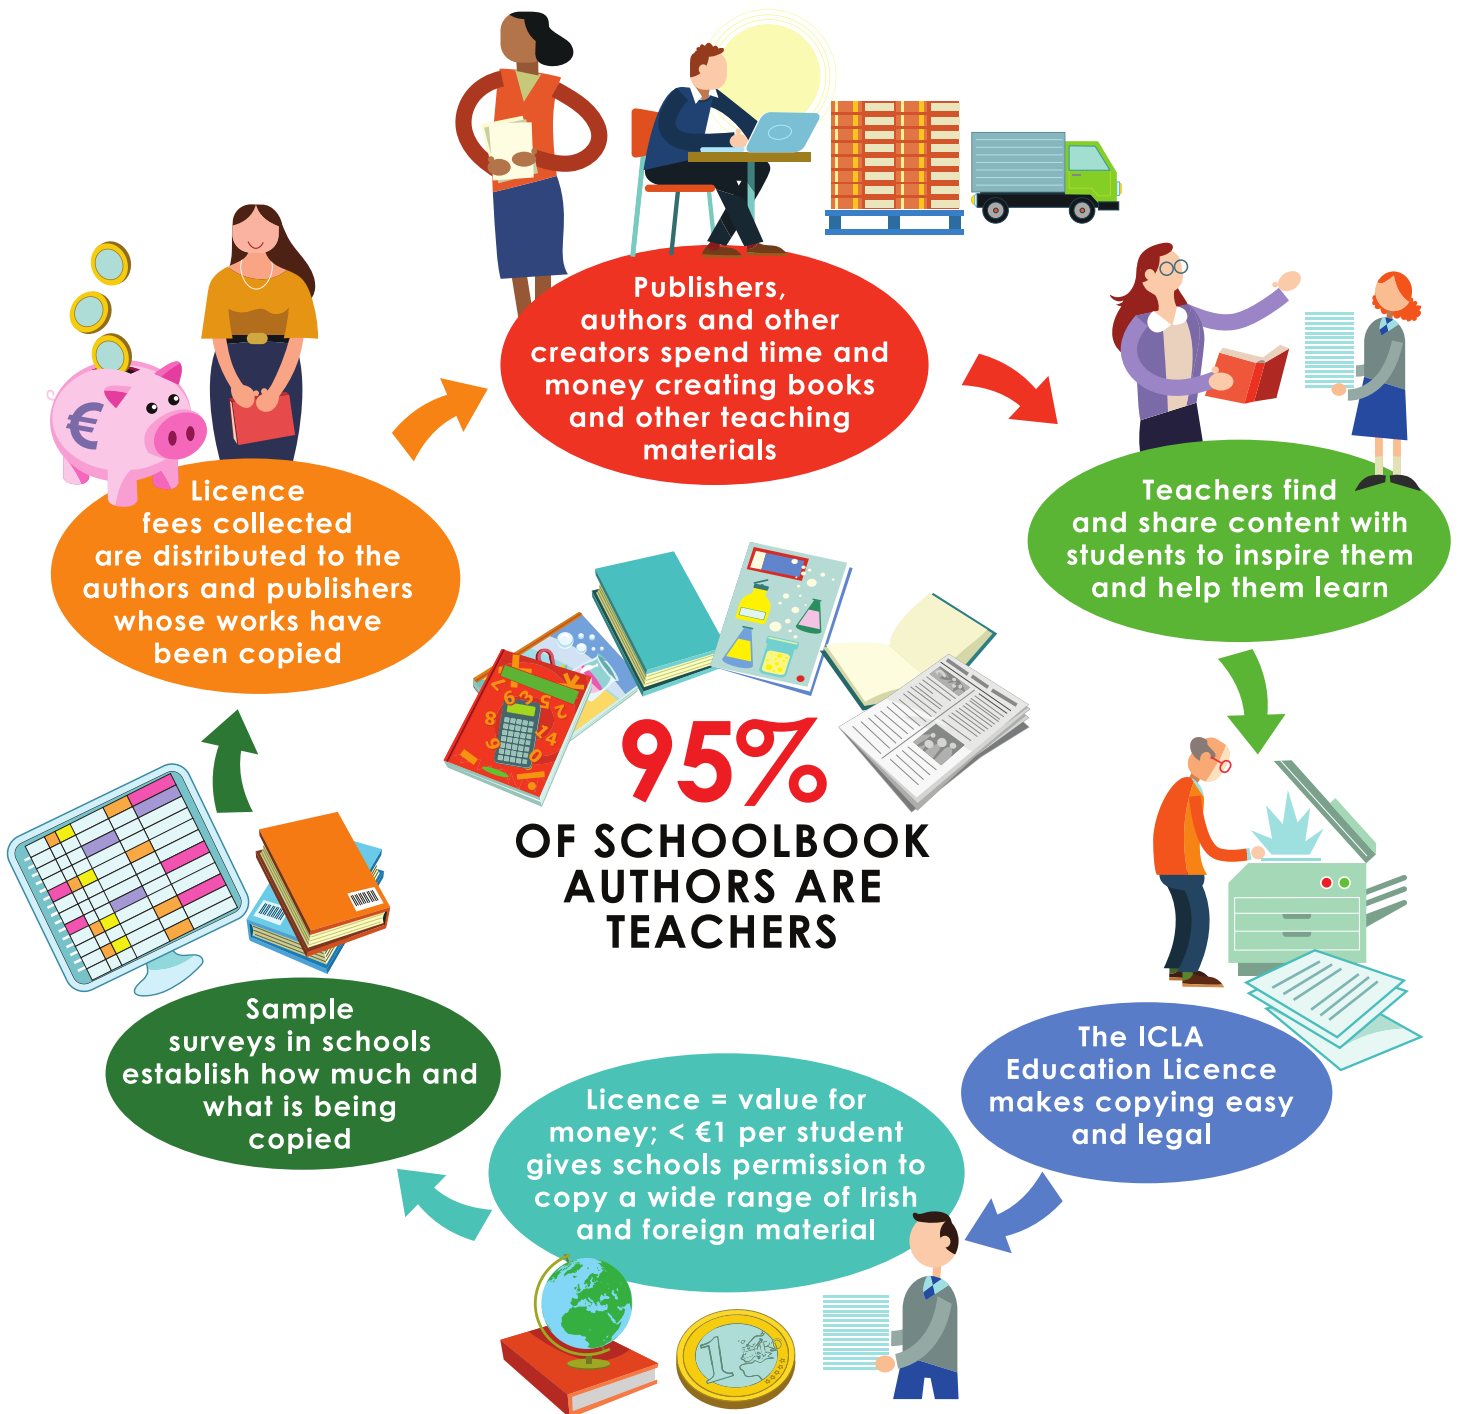 Publishers,
authors and other
creators spend time and
money creating books
and other teaching
materials
Teachers find
and share content with
students to inspire them
and help them learn
The ICLA
Education Licence
makes copying easy
and legal
Licence = value for
money; < €1 per student
gives schools permission to
copy a wide range of Irish
and foreign material
Sample
surveys in schools
establish how much and
what is being
copied
Licence
fees collected
are distributed to the
authors and publishers
whose works have
been copied
€
95%
OF SCHOOLBOOK
AUTHORS ARE
TEACHERS
1